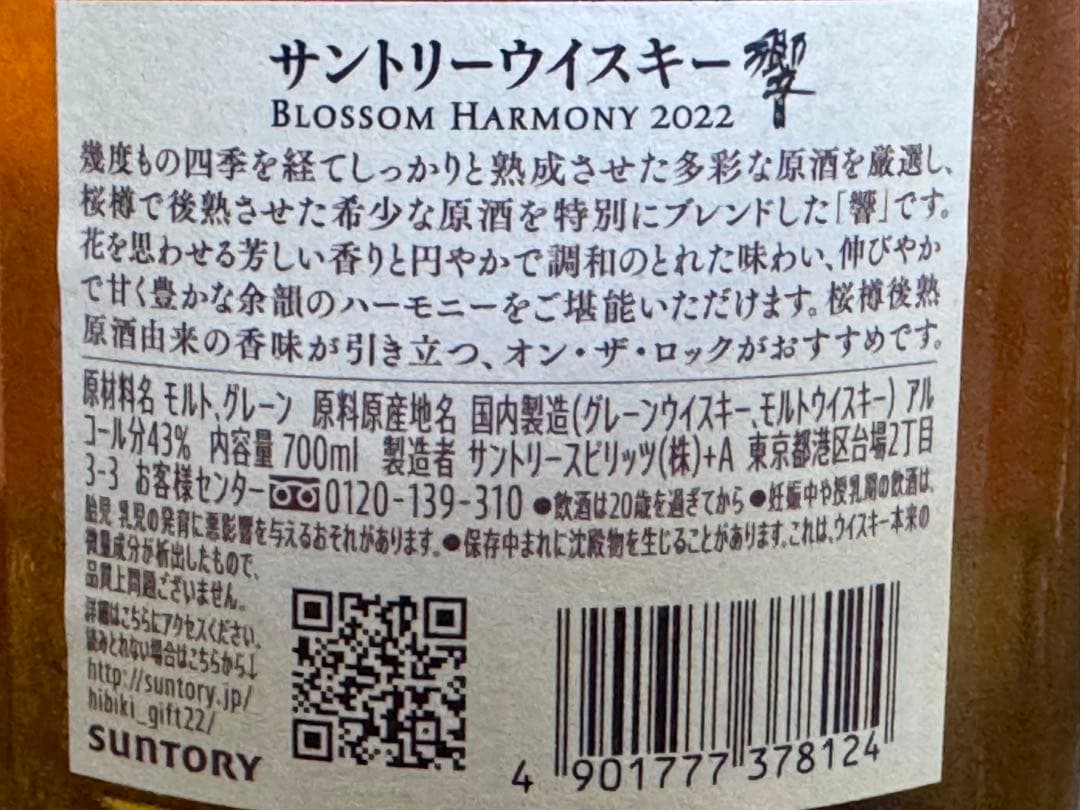 サントリーウイスキー響
BLOSSOM HARMONY 2022
幾度もの四季を経てしっかりと熟成させた多彩な原酒を厳選し、
桜樽で後熟させた希少な原酒を特別にブレンドした「響」です。
花を思わせる芳しい香りと円やかで調和のとれた味わい、伸びやか
で甘く豊かな余韻のハーモニーをご堪能いただけます。桜樽後熟
原酒由来の香味が引き立つ、オン・ザ・ロックがおすすめです。
原材料名 モルト、グレーン 原料原産地名 国内製造(グレーンウイスキー、モルトウイスキー) アル
コール分43% 内容量 700ml 製造者 サントリースピリッツ(株)+A 東京都港区台場2丁目
3-3 お客様センター 0120-139-310 ●飲酒は20歳を過ぎてから ●妊娠中や授乳期の飲酒は、
胎児・乳児の発育に悪影響を与えるおそれがあります。●保存中まれに沈殿物を生じることがあります。これは、ウイスキー本来の
微量成分が析出したもので、
品質上問題ございません。
詳細はこちらにアクセスください。
読みとれない場合はこちらから↓
http://suntory.jp/
hibiki_gift22/
SUNTORY
4 901777 378124